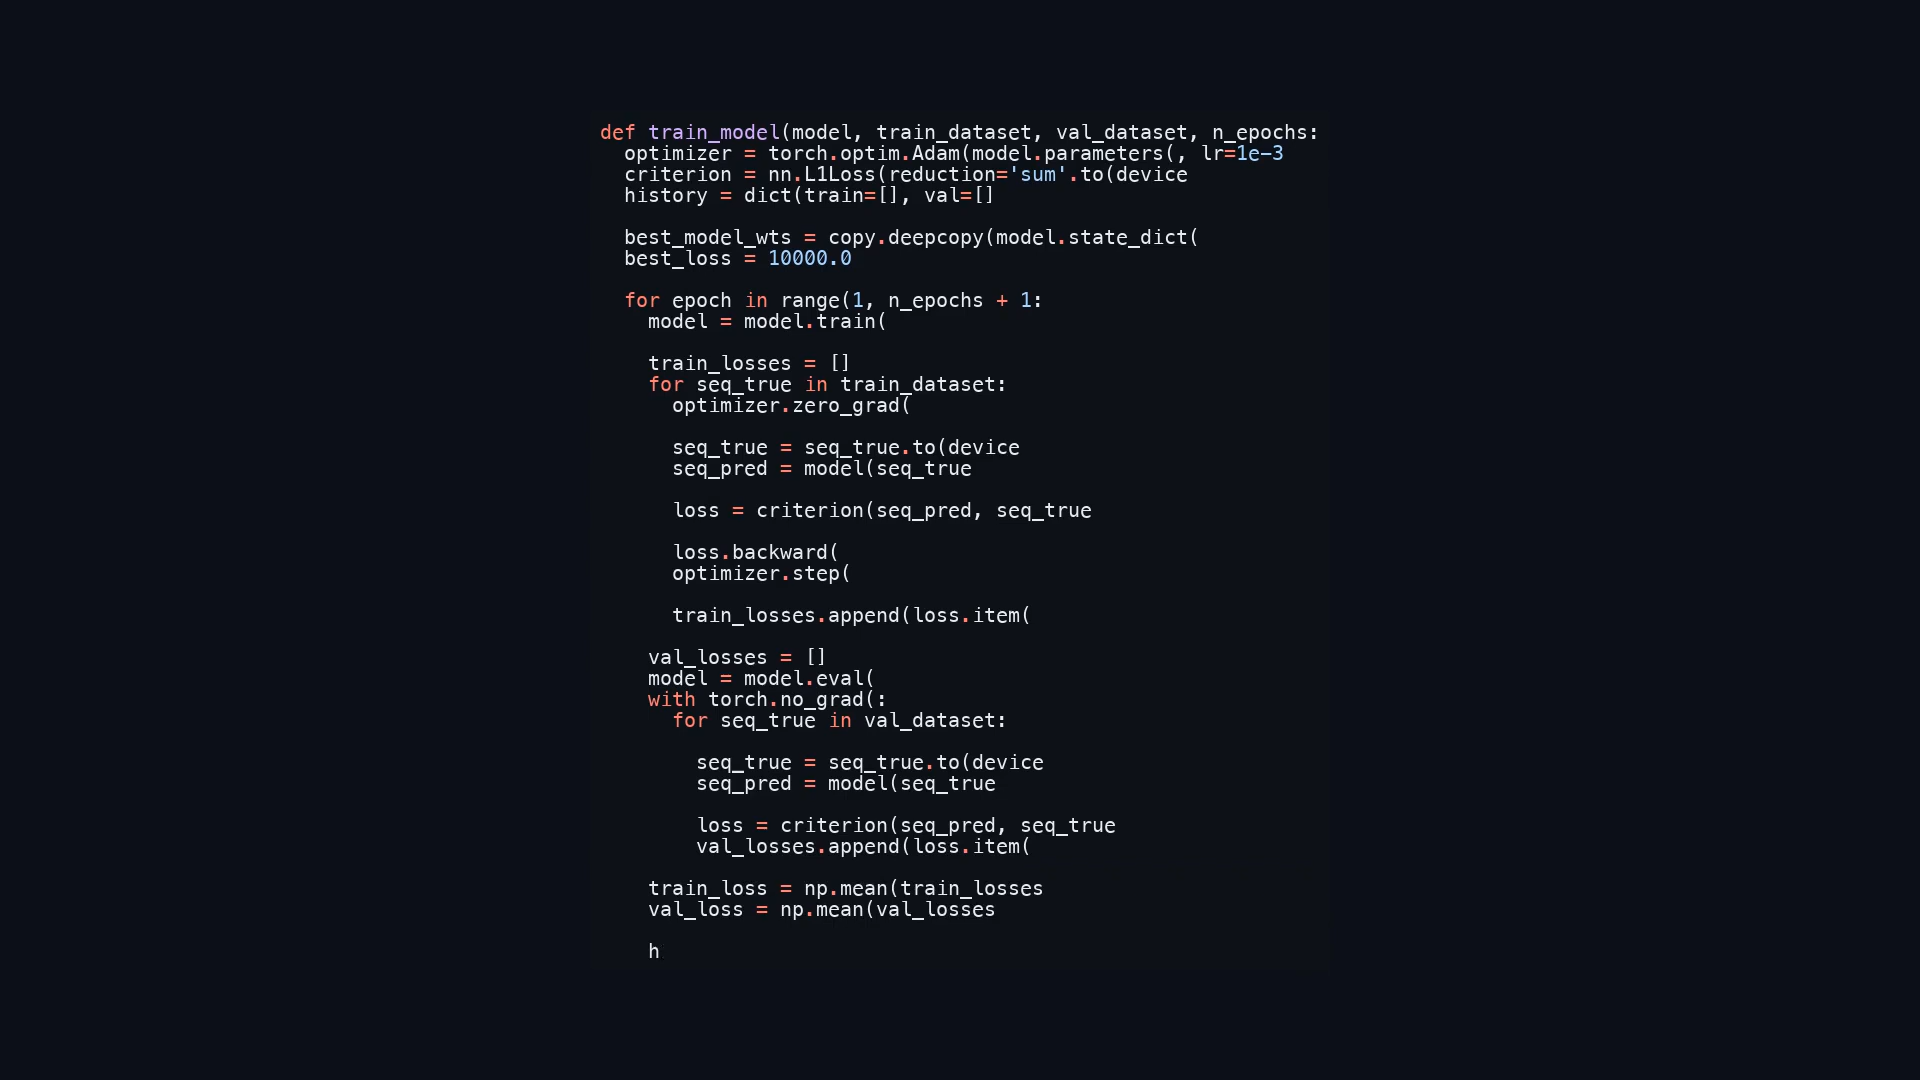 def train_model(model, train_dataset, val_dataset, n_epochs:
  optimizer = torch.optim.Adam(model.parameters(, lr=1e-3
  criterion = nn.L1Loss(reduction='sum'.to(device
  history = dict(train=[], val=[]

  best_model_wts = copy.deepcopy(model.state_dict(
  best_loss = 10000.0

  for epoch in range(1, n_epochs + 1:
    model = model.train(

    train_losses = []
    for seq_true in train_dataset:
      optimizer.zero_grad(

      seq_true = seq_true.to(device
      seq_pred = model(seq_true

      loss = criterion(seq_pred, seq_true

      loss.backward(
      optimizer.step(

      train_losses.append(loss.item(

    val_losses = []
    model = model.eval(
    with torch.no_grad(:
      for seq_true in val_dataset:

        seq_true = seq_true.to(device
        seq_pred = model(seq_true

        loss = criterion(seq_pred, seq_true
        val_losses.append(loss.item(

    train_loss = np.mean(train_losses
    val_loss = np.mean(val_losses

    h